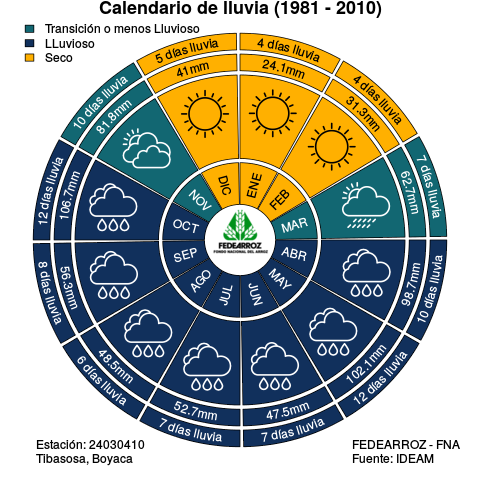 Calendario de lluvia (1981 - 2010)
Transición o menos Lluvioso
LLuvioso
Seco
4 días lluvia
24.1mm
ENE
4 días lluvia
31.3mm
FEB
7 días lluvia
62.7mm
MAR
10 días lluvia
98.7mm
ABR
12 días lluvia
102.1mm
MAY
7 días lluvia
47.5mm
JUN
7 días lluvia
52.7mm
JUL
6 días lluvia
48.5mm
AGO
8 días lluvia
56.3mm
SEP
12 días lluvia
106.7mm
OCT
10 días lluvia
81.8mm
NOV
5 días lluvia
41mm
DIC
FEDEARROZ
FONDO NACIONAL DEL ARROZ
Estación: 24030410
Tibasosa, Boyaca
FEDEARROZ - FNA
Fuente: IDEAM